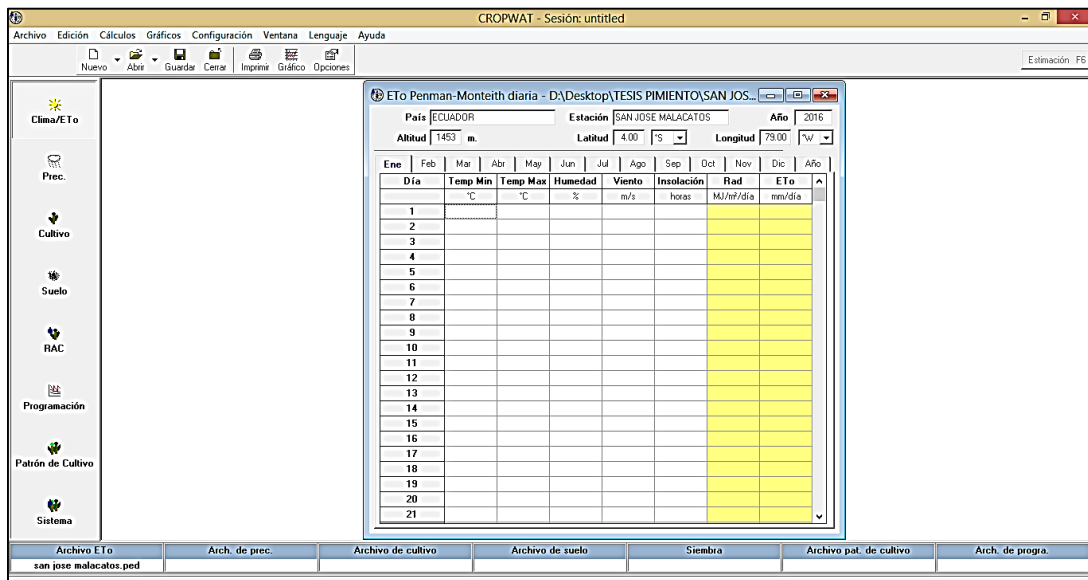 CROPWAT - Sesión: untitled
Archivo Edición Cálculos Gráficos Configuración Ventana Lenguaje Ayuda
Nuevo Abrir Guardar Cerrar Imprimir Gráfico Opciones
Estimación F6
Clima/ETo
Prec.
Cultivo
Suelo
RAC
Programación
Patrón de Cultivo
Sistema
ETo Penman-Monteith diaria - D:\Desktop\TESIS PIMIENTO\SAN JOS...
País ECUADOR Estación SAN JOSE MALACATOS Año 2016
Altitud 1453 m. Latitud 4.00 °S Longitud 79.00 °W
Ene Feb Mar Abr May Jun Jul Ago Sep Oct Nov Dic Año
Día Temp Min Temp Max Humedad Viento Insolación Rad ETo
°C °C % m/s horas MJ/m²/día mm/día
1
2
3
4
5
6
7
8
9
10
11
12
13
14
15
16
17
18
19
20
21
Archivo ETo Arch. de prec. Archivo de cultivo Archivo de suelo Siembra Archivo pat. de cultivo Arch. de progra.
san jose malacatos.ped